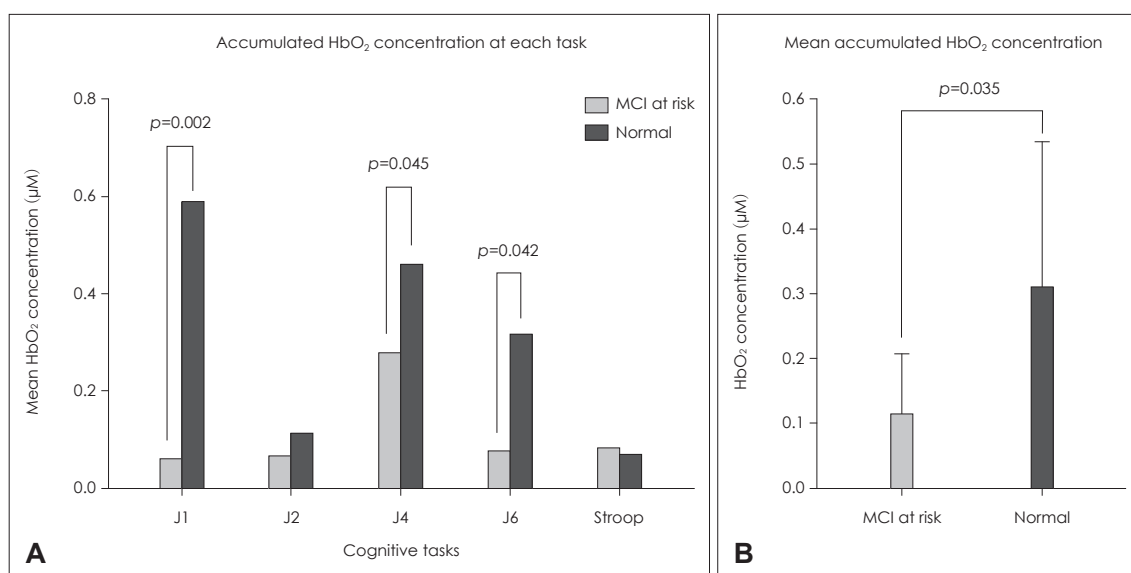 Accumulated HbO₂ concentration at each task
0.8
0.6
0.4
0.2
0.0
Mean HbO₂ concentration (µM)
MCI at risk
Normal
p=0.002
p=0.045
p=0.042
J1
J2
J4
J6
Stroop
Cognitive tasks
A
Mean accumulated HbO₂ concentration
0.6
0.5
0.4
0.3
0.2
0.1
0.0
HbO₂ concentration (µM)
p=0.035
MCI at risk
Normal
B